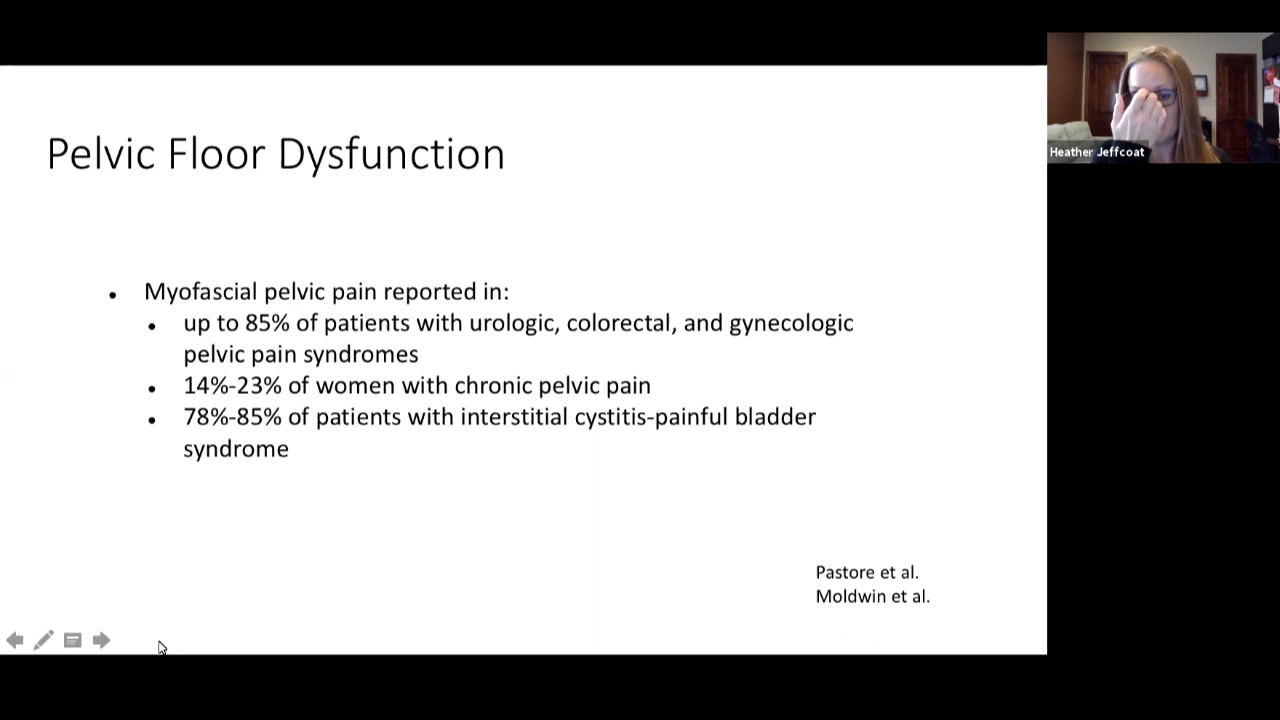 Pelvic Floor Dysfunction
• Myofascial pelvic pain reported in:
• up to 85% of patients with urologic, colorectal, and gynecologic
pelvic pain syndromes
• 14%-23% of women with chronic pelvic pain
• 78%-85% of patients with interstitial cystitis-painful bladder
syndrome
Pastore et al.
Moldwin et al.
Heather Jeffcoat